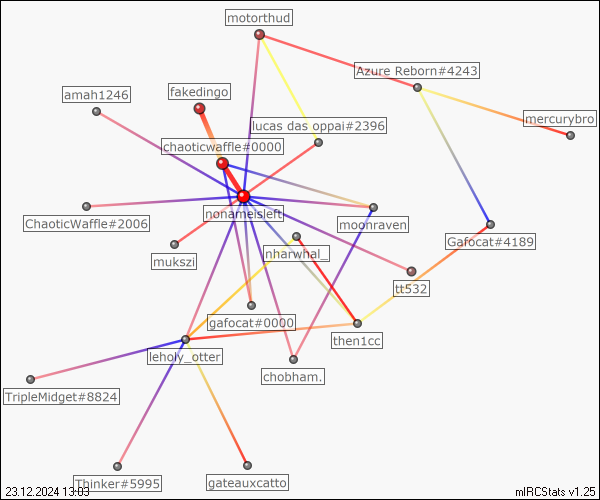 motorthud
Azure Reborn#4243
fakedingo
amah1246
mercurybro
lucas das oppai#2396
chaoticwaffle#0000
nonameisleft
ChaoticWaffle#2006
moonraven
Gafocat#4189
nharwhal_
mukszi
tt532
gafocat#0000
then1cc
leholy_otter
chobham.
TripleMidget#8824
Thinker#5995
gateauxcatto
23.12.2024 13:03
mIRCStats v1.25